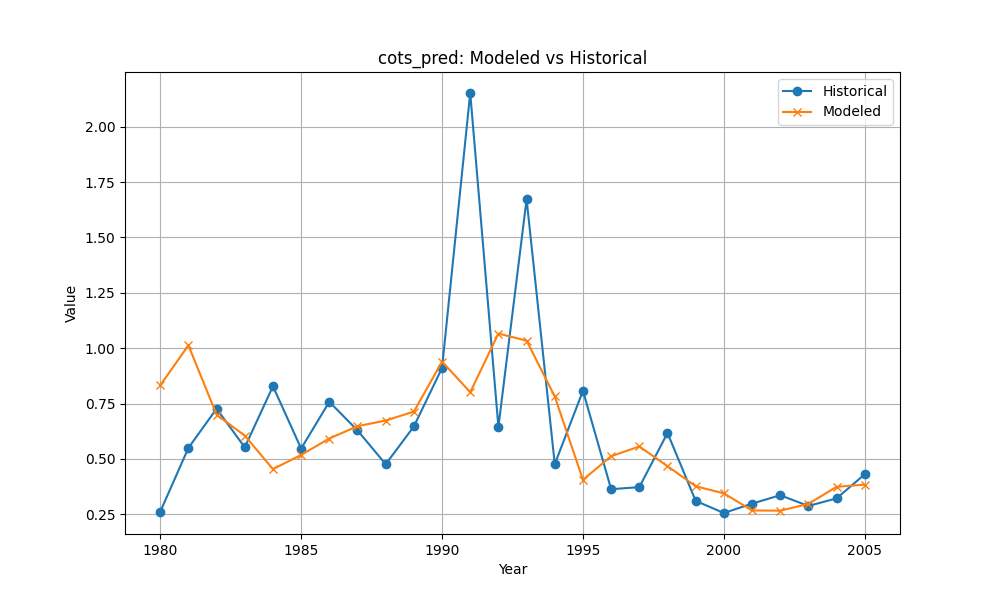 cots_pred: Modeled vs Historical
Historical
Modeled
Value
2.00
1.75
1.50
1.25
1.00
0.75
0.50
0.25
1980 1985 1990 1995 2000 2005
Year